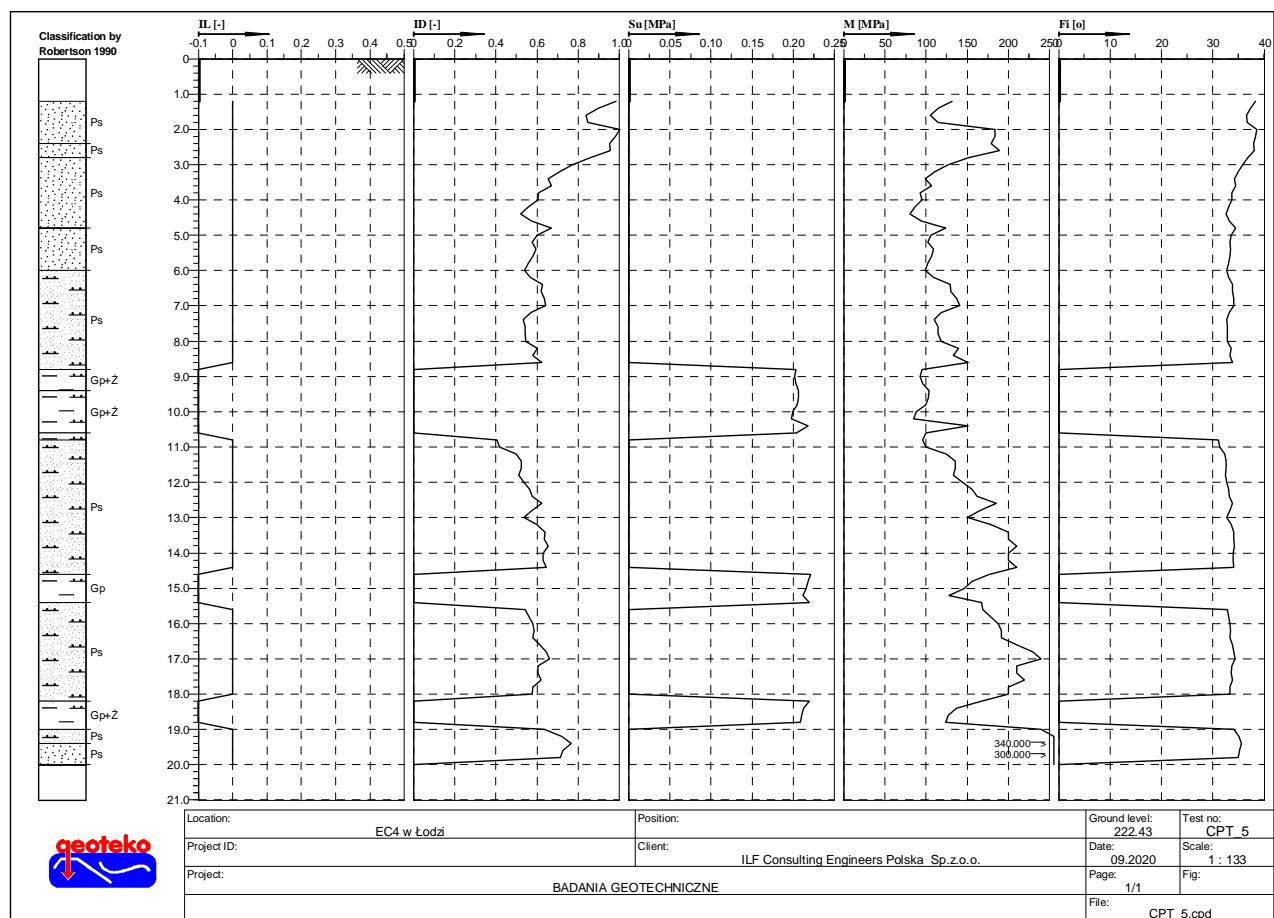 Classification by
Robertson 1990
IL [-]
-0.1 0 0.1 0.2 0.3 0.4 0.5
ID [-]
0 0.2 0.4 0.6 0.8 1.0
Su [MPa]
0 0.05 0.10 0.15 0.20 0.25
M [MPa]
0 50 100 150 200 250
Fi [o]
0 10 20 30 40
0
1.0
2.0
3.0
4.0
5.0
6.0
7.0
8.0
9.0
10.0
11.0
12.0
13.0
14.0
15.0
16.0
17.0
18.0
19.0
20.0
21.0
Ps
Ps
Ps
Ps
Ps
Gp+Ż
Gp+Ż
Ps
Gp
Ps
Gp+Ż
Ps
Ps
340.000 >
300.000 >
geoteko
Location:
EC4 w Łodzi
Position:
Ground level:
222.43
Test no:
CPT_5
Project ID:
Client:
ILF Consulting Engineers Polska Sp.z.o.o.
Date:
09.2020
Scale:
1 : 133
Project:
BADANIA GEOTECHNICZNE
Page:
1/1
Fig:
File:
CPT_5.cpd